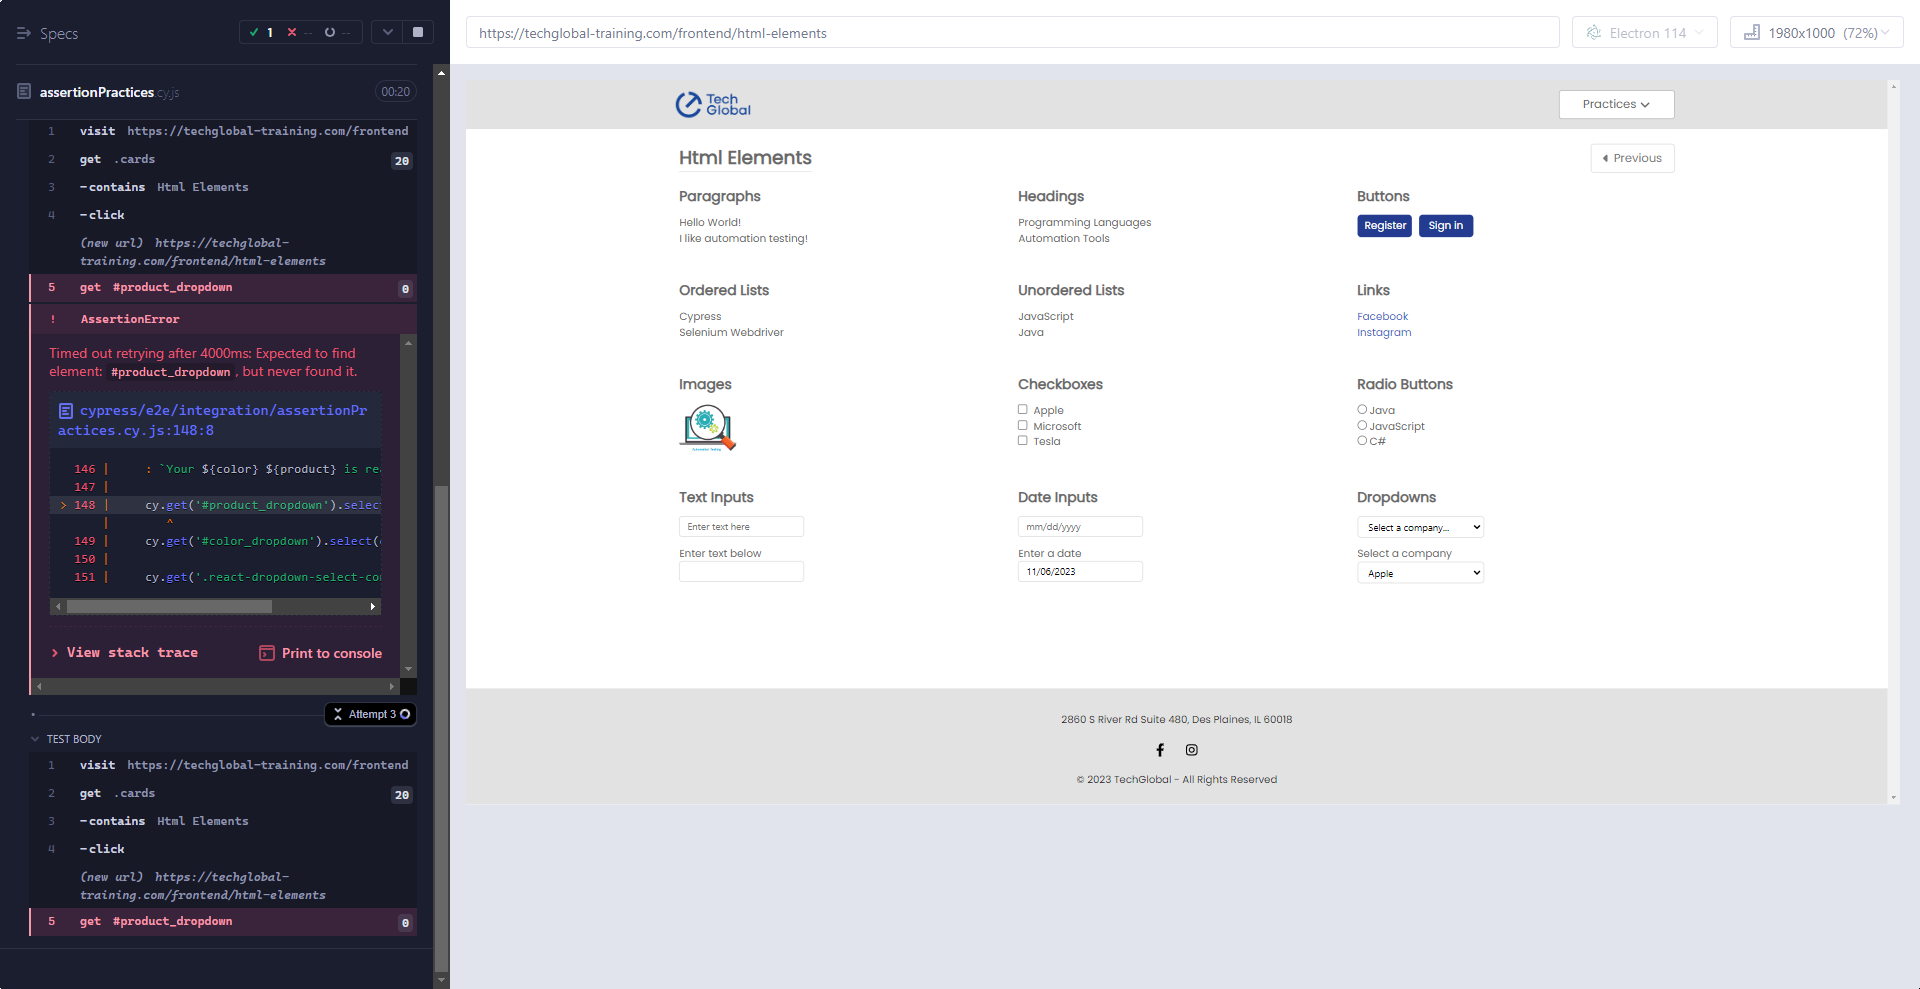 Specs
1 -- --
assertionPractices.cy.js 00:20
1 visit https://techglobal-training.com/frontend
2 get .cards 20
3 -contains Html Elements
4 -click
(new url) https://techglobal-
training.com/frontend/html-elements
5 get #product_dropdown 0
! AssertionError
Timed out retrying after 4000ms: Expected to find
element: #product_dropdown, but never found it.
cypress/e2e/integration/assertionPr
actices.cy.js:148:8
146 | : `Your ${color} ${product} is re
147 |
> 148 | cy.get('#product_dropdown').select
| ^
149 | cy.get('#color_dropdown').select(
150 |
151 | cy.get('.react-dropdown-select-co
> View stack trace
Print to console
Attempt 3
TEST BODY
1 visit https://techglobal-training.com/frontend
2 get .cards 20
3 -contains Html Elements
4 -click
(new url) https://techglobal-
training.com/frontend/html-elements
5 get #product_dropdown 0
https://techglobal-training.com/frontend/html-elements
Electron 114
1980x1000 (72%)
Tech
Global
Practices
Html Elements
Previous
Paragraphs
Hello World!
I like automation testing!
Headings
Programming Languages
Automation Tools
Buttons
Register Sign in
Ordered Lists
Cypress
Selenium Webdriver
Unordered Lists
JavaScript
Java
Links
Facebook
Instagram
Images
Checkboxes
Apple
Microsoft
Tesla
Radio Buttons
Java
JavaScript
C#
Text Inputs
Enter text here
Enter text below
Date Inputs
mm/dd/yyyy
Enter a date
11/06/2023
Dropdowns
Select a company...
Select a company
Apple
2860 S River Rd Suite 480, Des Plaines, IL 60018
© 2023 TechGlobal - All Rights Reserved